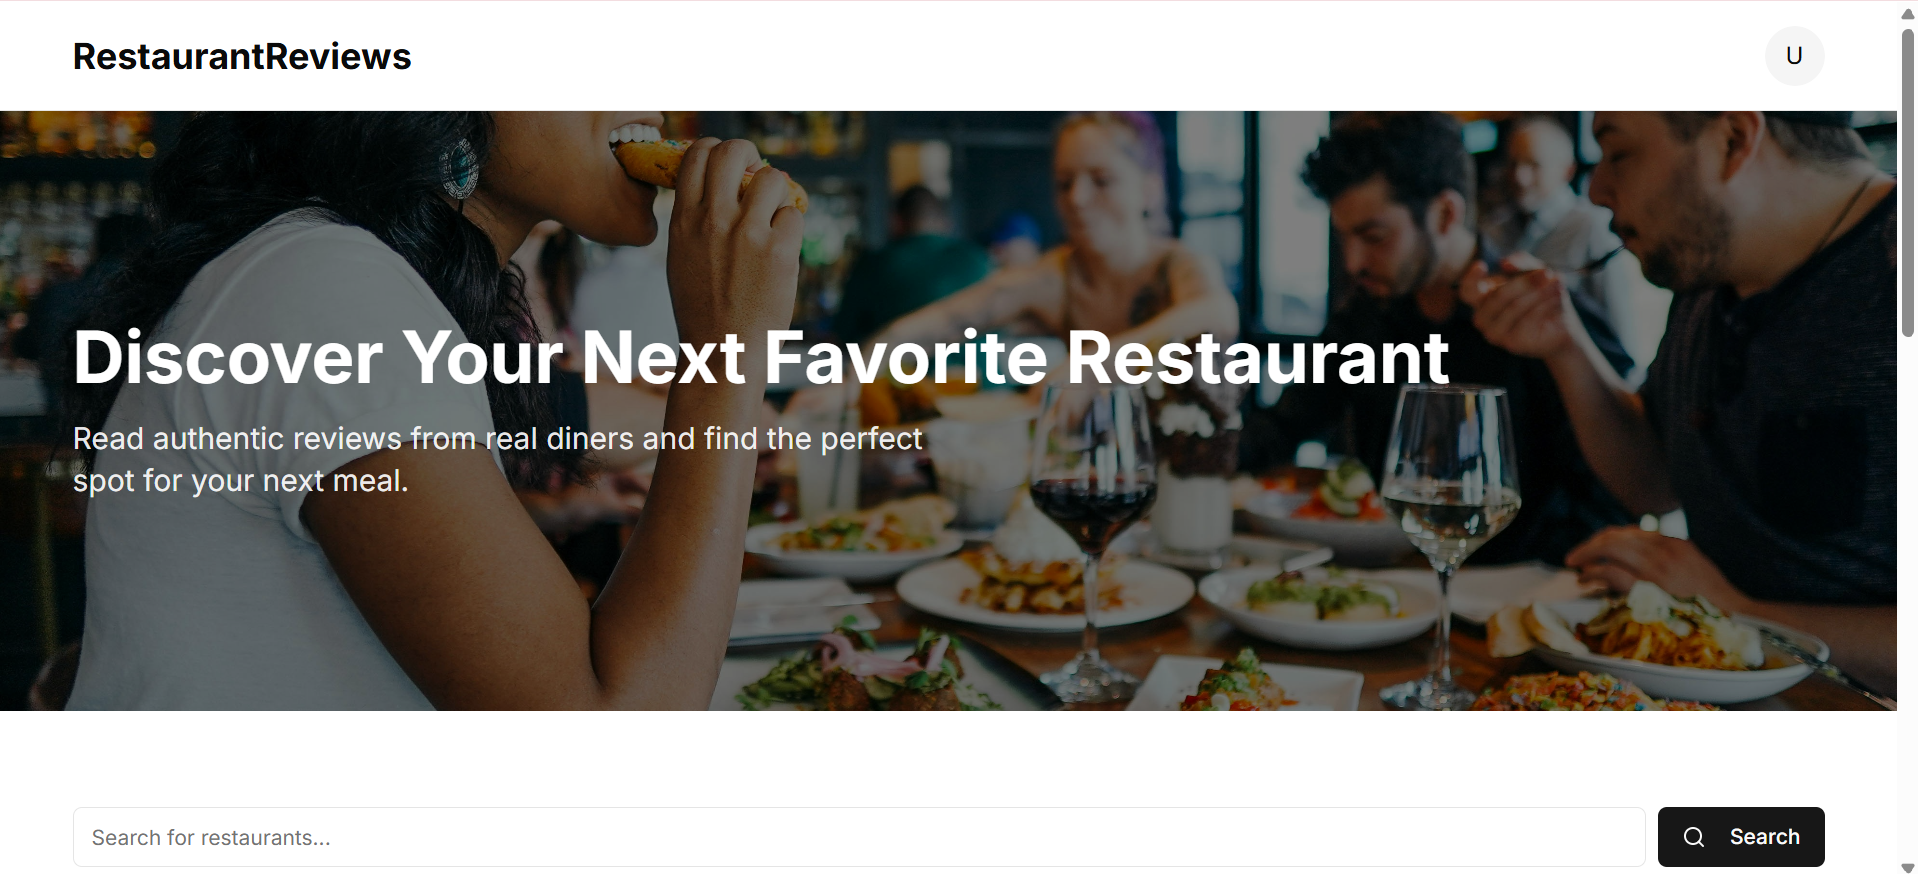 RestaurantReviews
U
Discover Your Next Favorite Restaurant
Read authentic reviews from real diners and find the perfect
spot for your next meal.
Search for restaurants...
Search